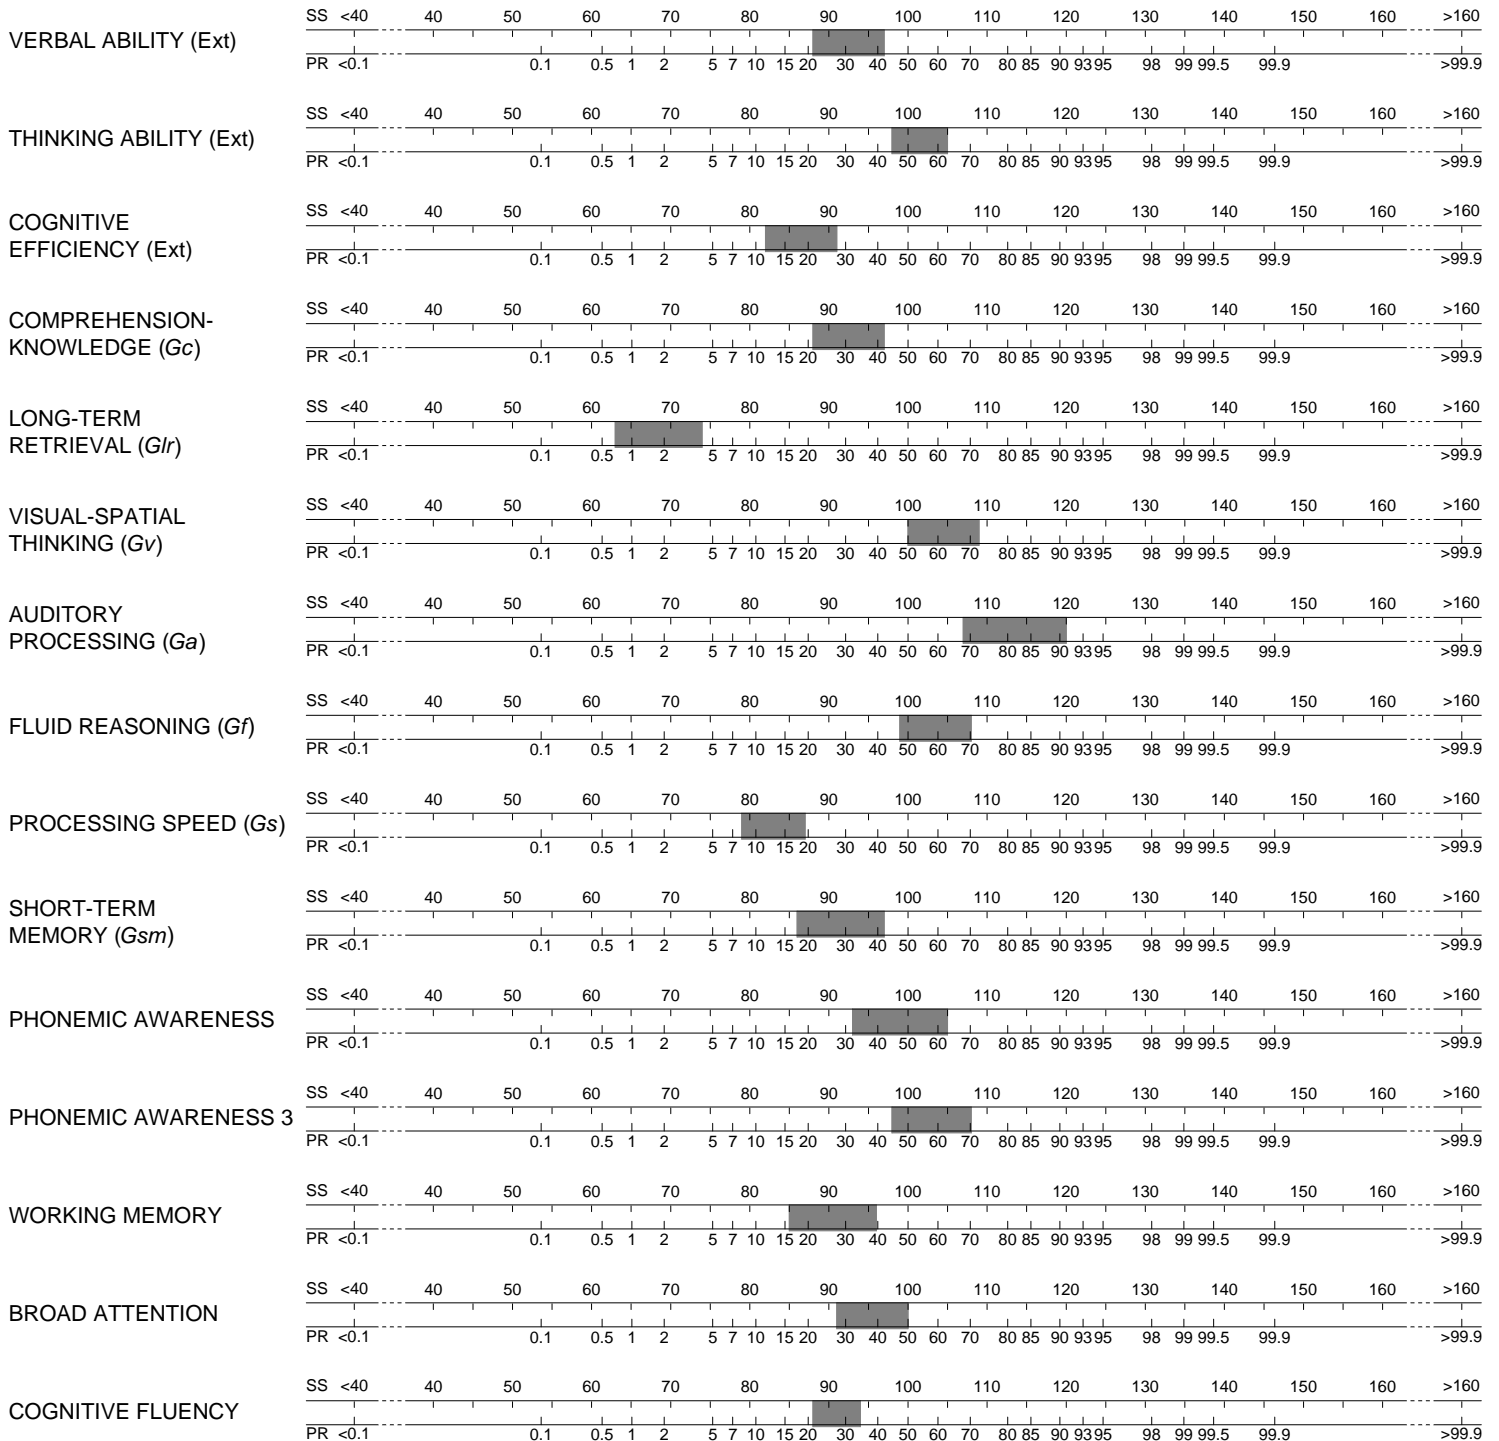 SS <40 40 50 60 70 80 90 100 110 120 130 140 150 160 >160
VERBAL ABILITY (Ext)
PR <0.1 0.1 0.5 1 2 5 7 10 15 20 30 40 50 60 70 80 85 90 93 95 98 99 99.5 99.9 >99.9
SS <40 40 50 60 70 80 90 100 110 120 130 140 150 160 >160
THINKING ABILITY (Ext)
PR <0.1 0.1 0.5 1 2 5 7 10 15 20 30 40 50 60 70 80 85 90 93 95 98 99 99.5 99.9 >99.9
SS <40 40 50 60 70 80 90 100 110 120 130 140 150 160 >160
COGNITIVE
EFFICIENCY (Ext)
PR <0.1 0.1 0.5 1 2 5 7 10 15 20 30 40 50 60 70 80 85 90 93 95 98 99 99.5 99.9 >99.9
SS <40 40 50 60 70 80 90 100 110 120 130 140 150 160 >160
COMPREHENSION-
KNOWLEDGE (Gc)
PR <0.1 0.1 0.5 1 2 5 7 10 15 20 30 40 50 60 70 80 85 90 93 95 98 99 99.5 99.9 >99.9
SS <40 40 50 60 70 80 90 100 110 120 130 140 150 160 >160
LONG-TERM
RETRIEVAL (Glr)
PR <0.1 0.1 0.5 1 2 5 7 10 15 20 30 40 50 60 70 80 85 90 93 95 98 99 99.5 99.9 >99.9
SS <40 40 50 60 70 80 90 100 110 120 130 140 150 160 >160
VISUAL-SPATIAL
THINKING (Gv)
PR <0.1 0.1 0.5 1 2 5 7 10 15 20 30 40 50 60 70 80 85 90 93 95 98 99 99.5 99.9 >99.9
SS <40 40 50 60 70 80 90 100 110 120 130 140 150 160 >160
AUDITORY
PROCESSING (Ga)
PR <0.1 0.1 0.5 1 2 5 7 10 15 20 30 40 50 60 70 80 85 90 93 95 98 99 99.5 99.9 >99.9
SS <40 40 50 60 70 80 90 100 110 120 130 140 150 160 >160
FLUID REASONING (Gf)
PR <0.1 0.1 0.5 1 2 5 7 10 15 20 30 40 50 60 70 80 85 90 93 95 98 99 99.5 99.9 >99.9
SS <40 40 50 60 70 80 90 100 110 120 130 140 150 160 >160
PROCESSING SPEED (Gs)
PR <0.1 0.1 0.5 1 2 5 7 10 15 20 30 40 50 60 70 80 85 90 93 95 98 99 99.5 99.9 >99.9
SS <40 40 50 60 70 80 90 100 110 120 130 140 150 160 >160
SHORT-TERM
MEMORY (Gsm)
PR <0.1 0.1 0.5 1 2 5 7 10 15 20 30 40 50 60 70 80 85 90 93 95 98 99 99.5 99.9 >99.9
SS <40 40 50 60 70 80 90 100 110 120 130 140 150 160 >160
PHONEMIC AWARENESS
PR <0.1 0.1 0.5 1 2 5 7 10 15 20 30 40 50 60 70 80 85 90 93 95 98 99 99.5 99.9 >99.9
SS <40 40 50 60 70 80 90 100 110 120 130 140 150 160 >160
PHONEMIC AWARENESS 3
PR <0.1 0.1 0.5 1 2 5 7 10 15 20 30 40 50 60 70 80 85 90 93 95 98 99 99.5 99.9 >99.9
SS <40 40 50 60 70 80 90 100 110 120 130 140 150 160 >160
WORKING MEMORY
PR <0.1 0.1 0.5 1 2 5 7 10 15 20 30 40 50 60 70 80 85 90 93 95 98 99 99.5 99.9 >99.9
SS <40 40 50 60 70 80 90 100 110 120 130 140 150 160 >160
BROAD ATTENTION
PR <0.1 0.1 0.5 1 2 5 7 10 15 20 30 40 50 60 70 80 85 90 93 95 98 99 99.5 99.9 >99.9
SS <40 40 50 60 70 80 90 100 110 120 130 140 150 160 >160
COGNITIVE FLUENCY
PR <0.1 0.1 0.5 1 2 5 7 10 15 20 30 40 50 60 70 80 85 90 93 95 98 99 99.5 99.9 >99.9